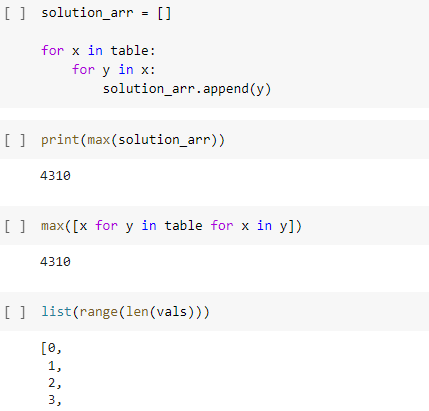 [ ] solution_arr = []
for x in table:
    for y in x:
        solution_arr.append(y)
[ ] print(max(solution_arr))
4310
[ ] max([x for y in table for x in y])
4310
[ ] list(range(len(vals)))
[0,
 1,
 2,
 3,